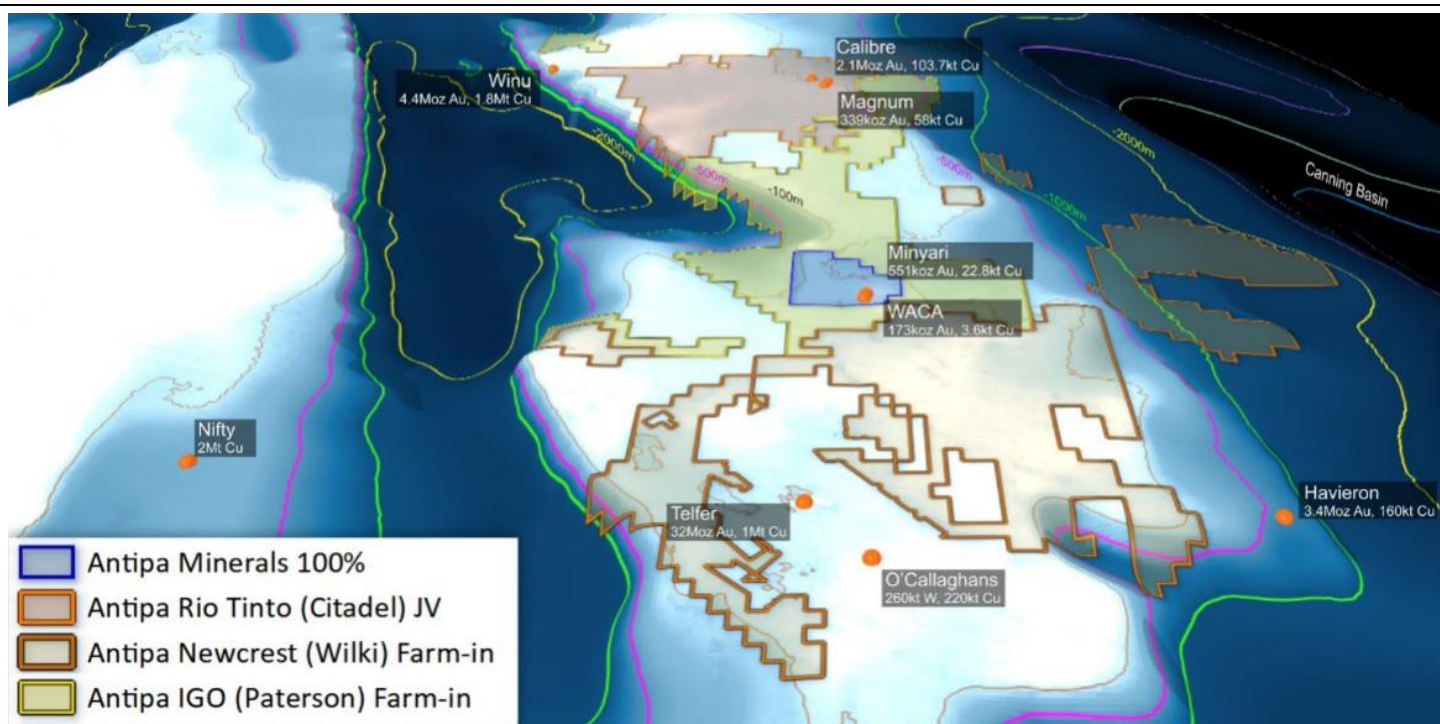 Calibre
2.1Moz Au, 103.7kt Cu
Winu
4.4Moz Au, 1.8Mt Cu
Magnum
339koz Au, 58kt Cu
-2000m
-500m
-100m
-500m
-1000m
-2000m
Canning Basin
Minyari
551koz Au, 22.8kt Cu
WACA
173koz Au, 3.6kt Cu
Nifty
2Mt Cu
Telfer
32Moz Au, 1Mt Cu
Havieron
3.4Moz Au, 160kt Cu
O'Callaghans
260kt W, 220kt Cu
Antipa Minerals 100%
Antipa Rio Tinto (Citadel) JV
Antipa Newcrest (Wilki) Farm-in
Antipa IGO (Paterson) Farm-in